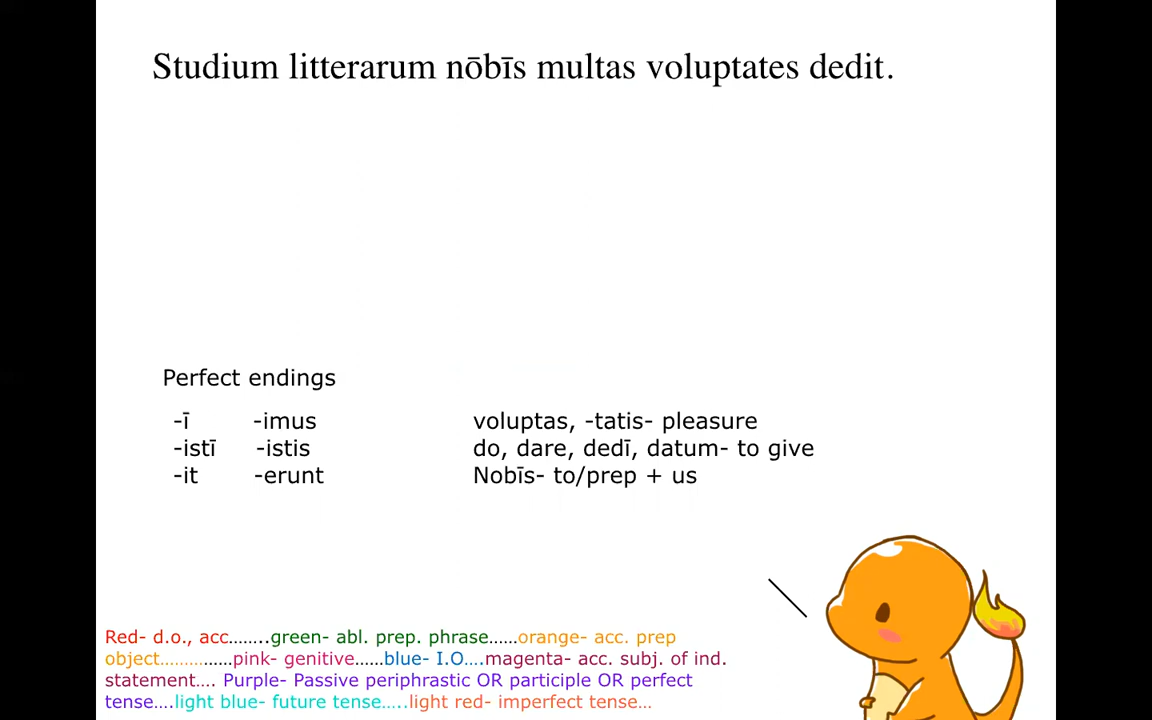 Studium litterarum nōbīs multas voluptates dedit.
Perfect endings
-ī -imus
-istī -istis
-it -erunt
voluptas, -tatis- pleasure
do, dare, dedī, datum- to give
Nobīs- to/prep + us
Red- d.o., acc……..green- abl. prep. phrase……orange- acc. prep
object……….……pink- genitive……blue- I.O….magenta- acc. subj. of ind.
statement…. Purple- Passive periphrastic OR participle OR perfect
tense….light blue- future tense…..light red- imperfect tense…